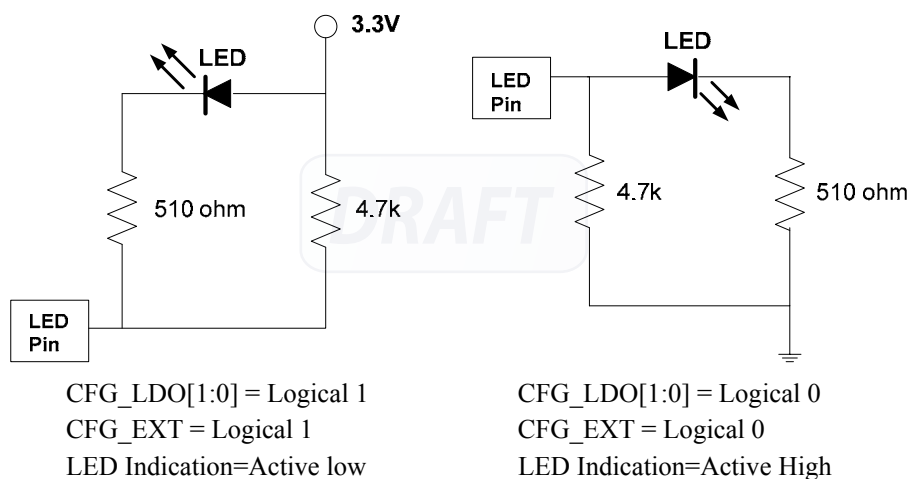 3.3V
LED
510 ohm
4.7k
LED
Pin
CFG_LDO[1:0] = Logical 1
CFG_EXT = Logical 1
LED Indication=Active low
LED
LED
Pin
4.7k
510 ohm
CFG_LDO[1:0] = Logical 0
CFG_EXT = Logical 0
LED Indication=Active High
DRAFT